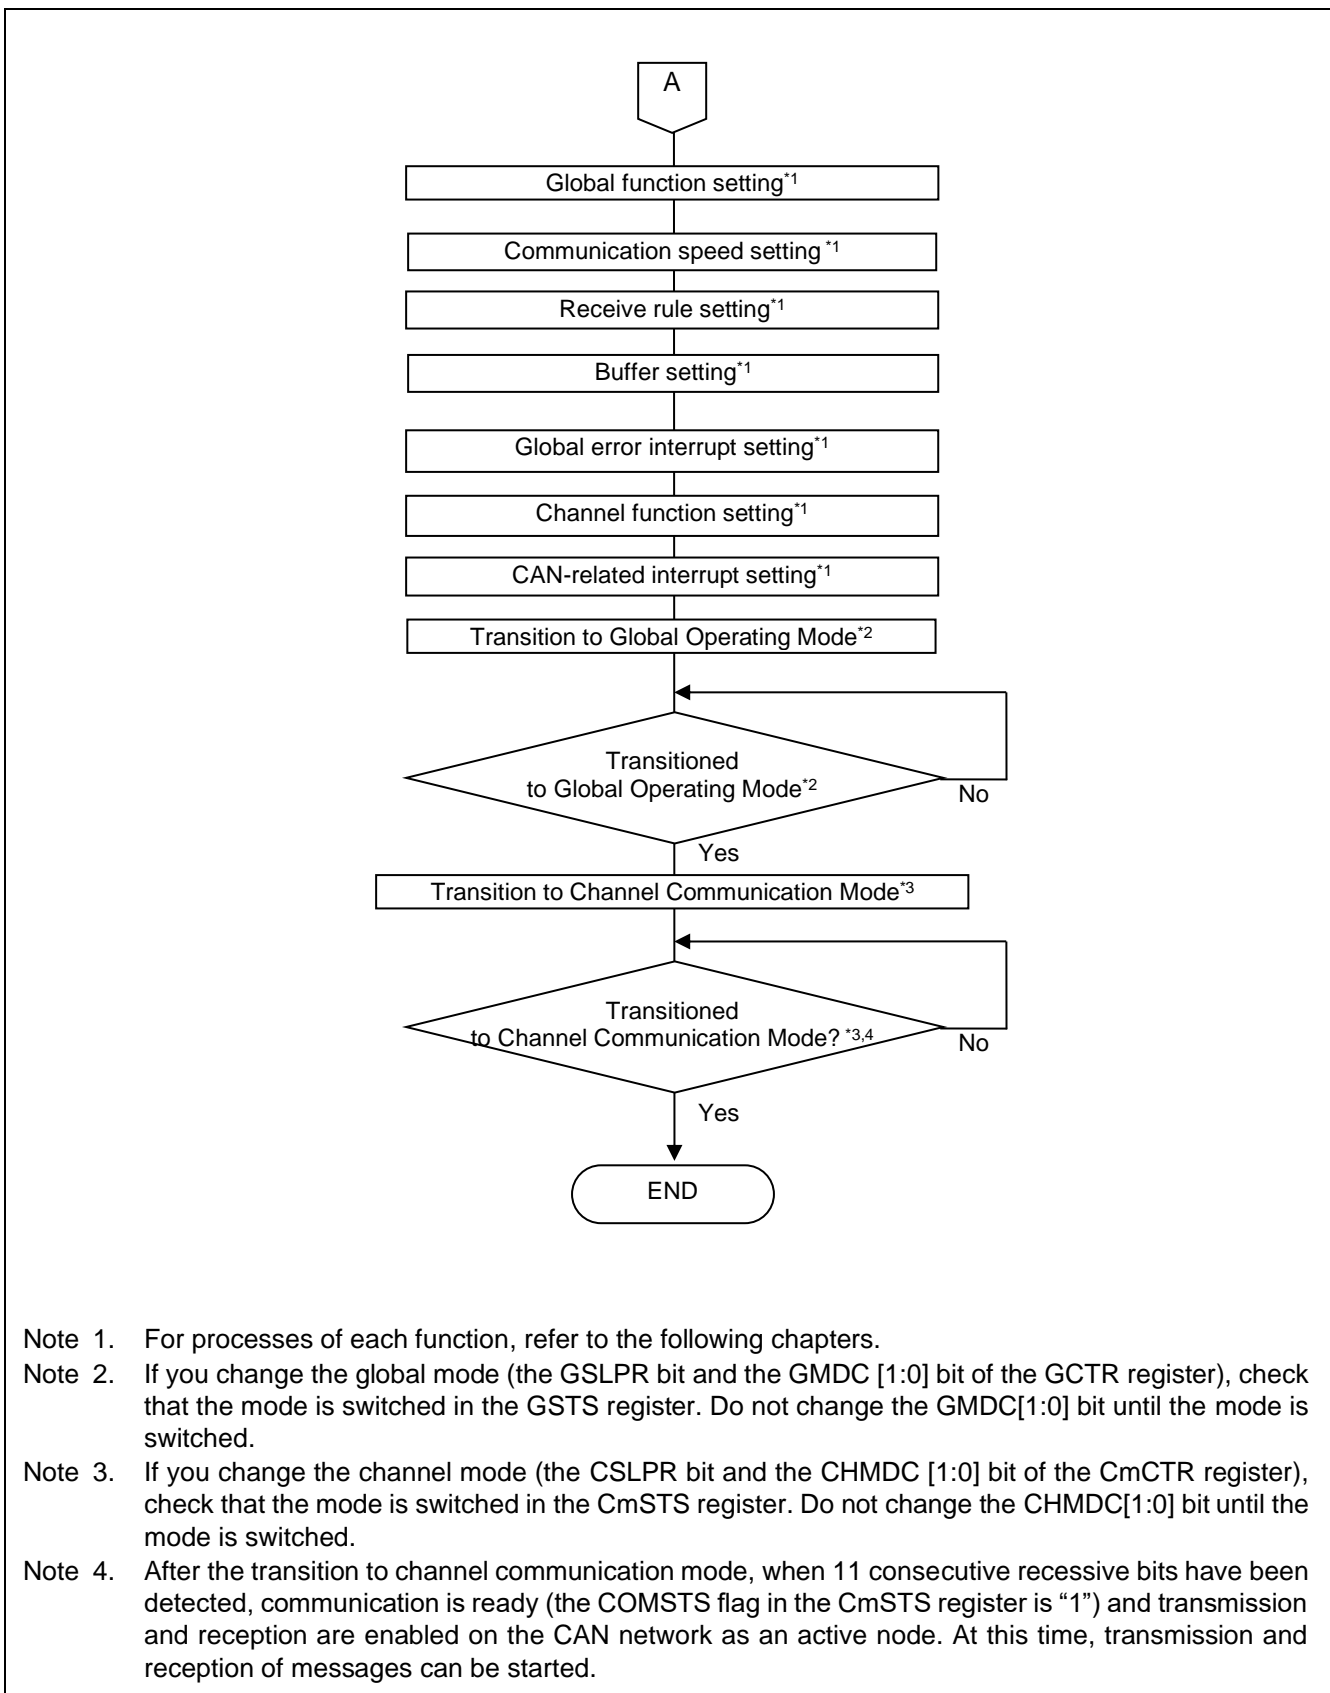 A
Global function setting*1
Communication speed setting *1
Receive rule setting*1
Buffer setting*1
Global error interrupt setting*1
Channel function setting*1
CAN-related interrupt setting*1
Transition to Global Operating Mode*2
Transitioned
to Global Operating Mode*2
No
Yes
Transition to Channel Communication Mode*3
Transitioned
to Channel Communication Mode? *3,4
No
Yes
END
Note 1. For processes of each function, refer to the following chapters.
Note 2. If you change the global mode (the GSLPR bit and the GMDC [1:0] bit of the GCTR register), check
that the mode is switched in the GSTS register. Do not change the GMDC[1:0] bit until the mode is
switched.
Note 3. If you change the channel mode (the CSLPR bit and the CHMDC [1:0] bit of the CmCTR register),
check that the mode is switched in the CmSTS register. Do not change the CHMDC[1:0] bit until the
mode is switched.
Note 4. After the transition to channel communication mode, when 11 consecutive recessive bits have been
detected, communication is ready (the COMSTS flag in the CmSTS register is “1”) and transmission
and reception are enabled on the CAN network as an active node. At this time, transmission and
reception of messages can be started.